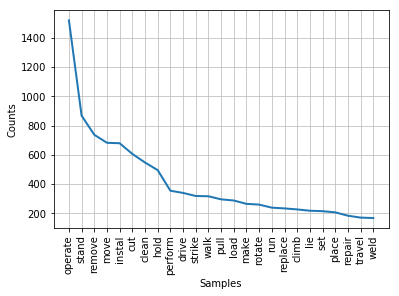 1400
1200
1000
800
600
400
200
Counts
operate
stand
remove
move
instal
cut
clean
hold
perform
drive
strike
walk
pull
load
make
rotate
run
replace
climb
lie
set
place
repair
travel
weld
Samples